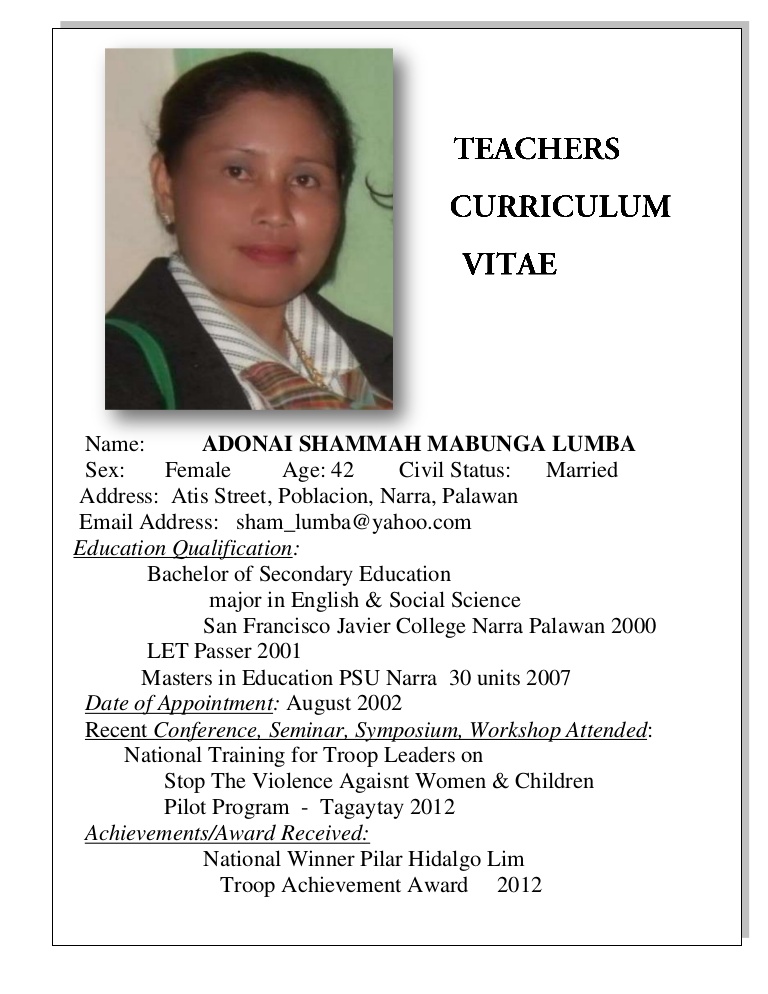 TEACHERS
CURRICULUM
VITAE
Name: ADONAI SHAMMAH MABUNGA LUMBA
Sex: Female Age: 42 Civil Status: Married
Address: Atis Street, Poblacion, Narra, Palawan
Email Address: sham_lumba@yahoo.com
Education Qualification:
Bachelor of Secondary Education
major in English & Social Science
San Francisco Javier College Narra Palawan 2000
LET Passer 2001
Masters in Education PSU Narra 30 units 2007
Date of Appointment: August 2002
Recent Conference, Seminar, Symposium, Workshop Attended:
National Training for Troop Leaders on
Stop The Violence Agaisnt Women & Children
Pilot Program - Tagaytay 2012
Achievements/Award Received:
National Winner Pilar Hidalgo Lim
Troop Achievement Award 2012